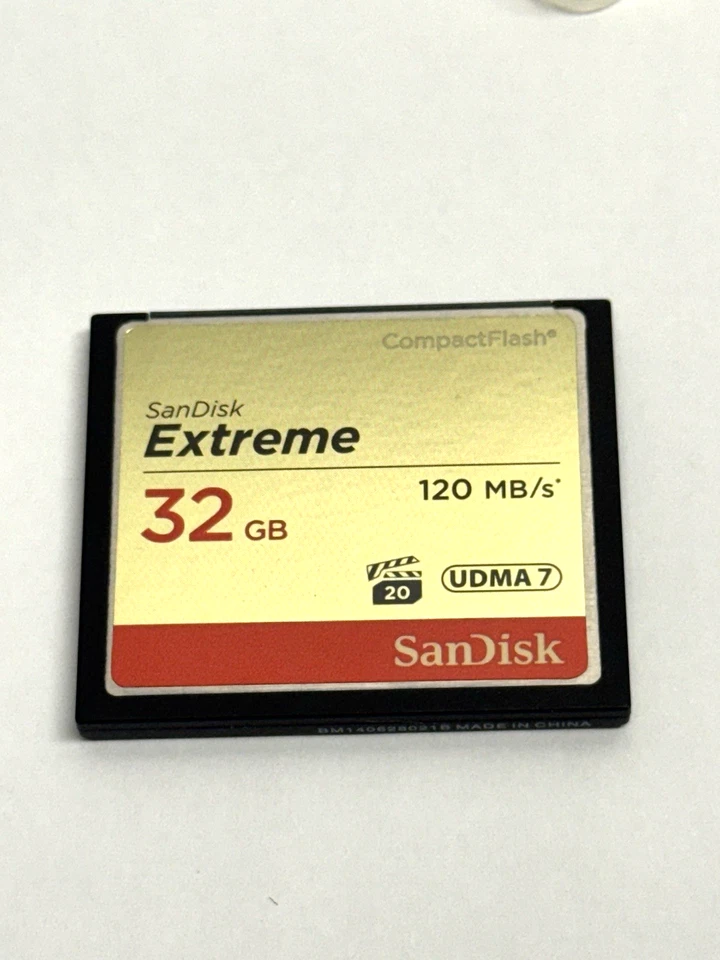 CompactFlash®
SanDisk
Extreme
32 GB
120 MB/s*
20
UDMA 7
SanDisk
MADE IN CHINA